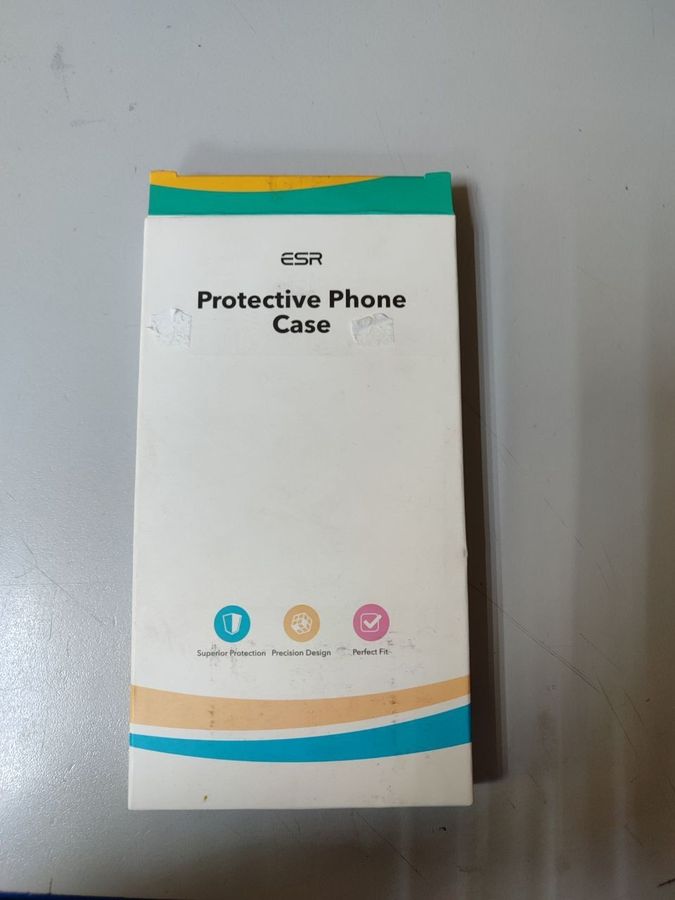 ESR
Protective Phone
Case
Superior Protection Precision Design Perfect Fit